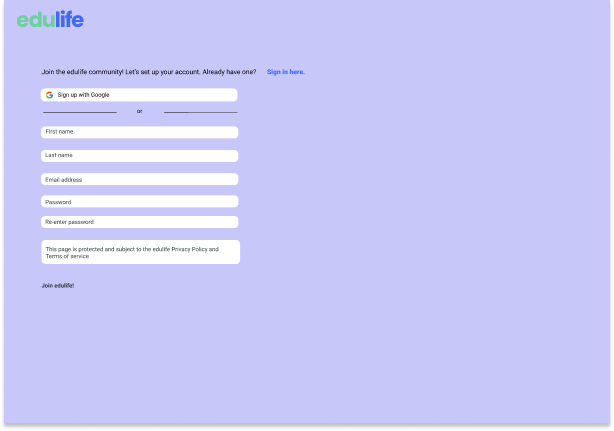 edulife
Join the edulife community! Let's set up your account. Already have one? Sign in here.
Sign up with Google
or
First name
Last name
Email address
Password
Re-enter password
This page is protected and subject to the edulife Privacy Policy and
Terms of service
Join edulife!